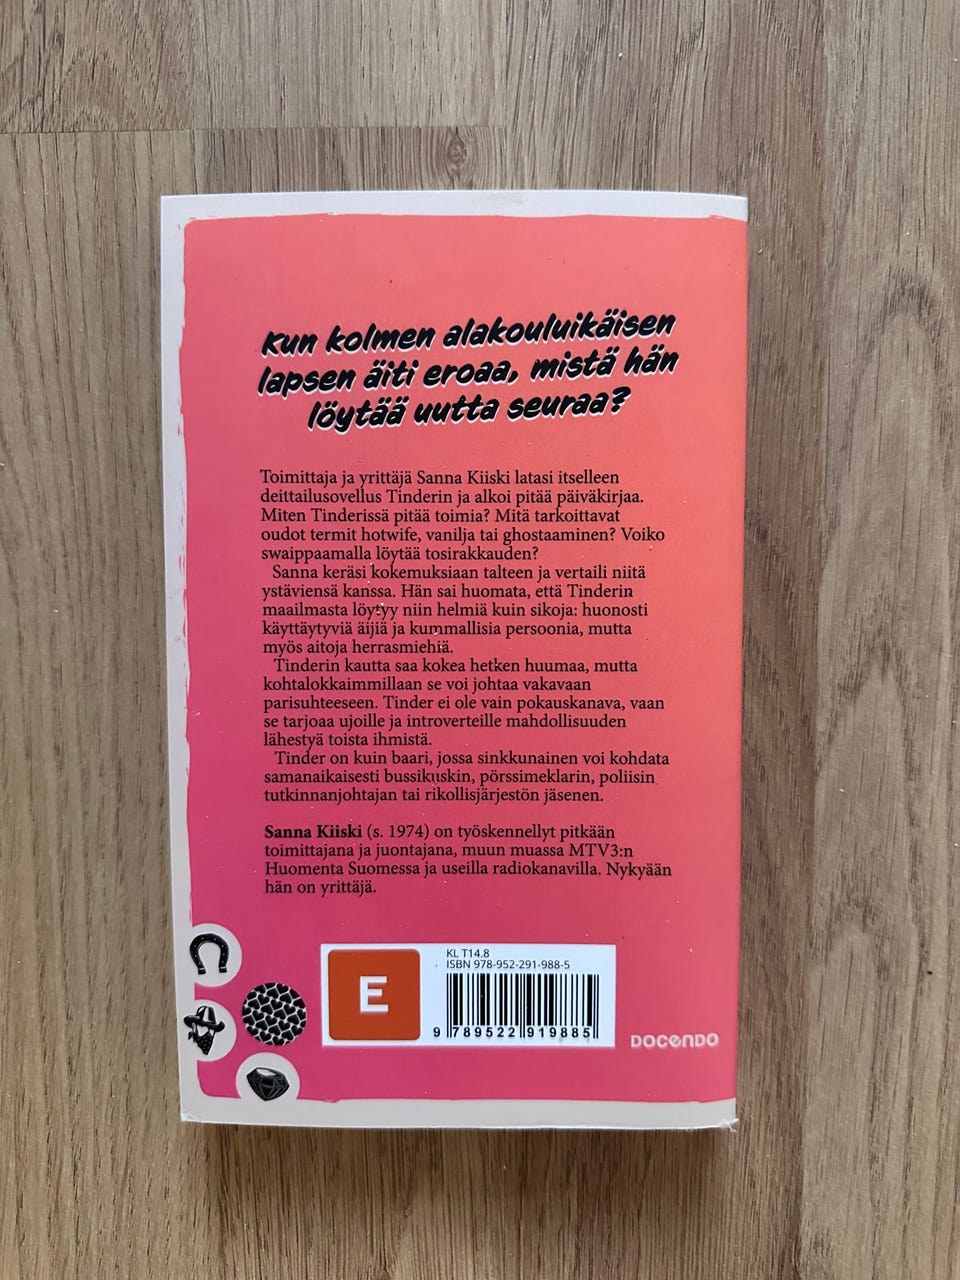 Kun kolmen alakouluikäisen
lapsen äiti eroaa, mistä hän
löytää uutta seuraa?
Toimittaja ja yrittäjä Sanna Kiiski latasi itselleen
deittailusovellus Tinderin ja alkoi pitää päiväkirjaa.
Miten Tinderissä pitää toimia? Mitä tarkoittavat
oudot termit hotwife, vanilja tai ghostaaminen? Voiko
swaippaamalla löytää tosirakkauden?
Sanna keräsi kokemuksiaan talteen ja vertaili niitä
ystäviensä kanssa. Hän sai huomata, että Tinderin
maailmasta löytyy niin helmiä kuin sikoja: huonosti
käyttäytyviä äijiä ja kummallisia persoonia, mutta
myös aitoja herrasmiehiä.
Tinderin kautta saa kokea hetken huumaa, mutta
kohtalokkaimmillaan se voi johtaa vakavaan
parisuhteeseen. Tinder ei ole vain pokauskanava, vaan
se tarjoaa ujoille ja introverteille mahdollisuuden
lähestyä toista ihmistä.
Tinder on kuin baari, jossa sinkkunainen voi kohdata
samanaikaisesti bussikuskin, pörssimeklarin, poliisin
tutkinnanjohtajan tai rikollisjärjestön jäsenen.
Sanna Kiiski (s. 1974) on työskennellyt pitkään
toimittajana ja juontajana, muun muassa MTV3:n
Huomenta Suomessa ja useilla radiokanavilla. Nykyään
hän on yrittäjä.
E
KL T14.8
ISBN 978-952-291-988-5
9 789522 919885
DOCENDO